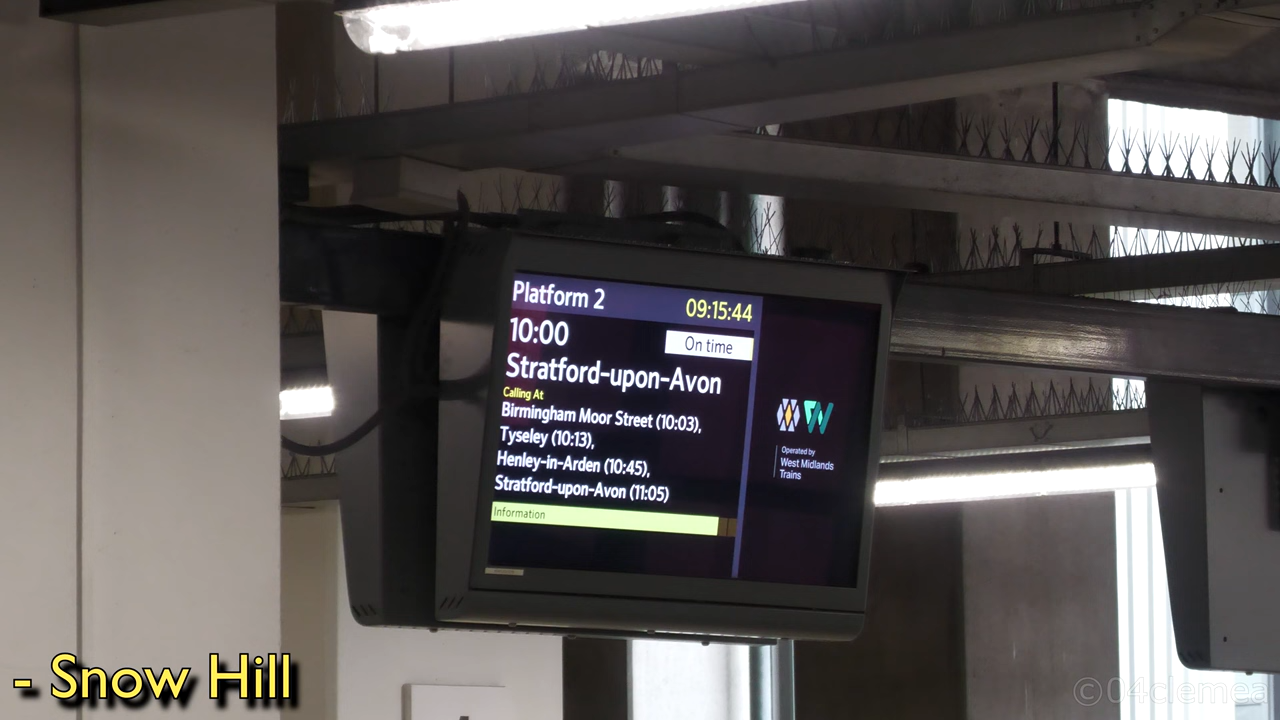 Platform 2
09:15:44
10:00
On time
Stratford-upon-Avon
Calling At
Birmingham Moor Street (10:03),
Tyseley (10:13),
Henley-in-Arden (10:45),
Stratford-upon-Avon (11:05)
Information
Operated by
West Midlands
Trains
- Snow Hill
©04clemea